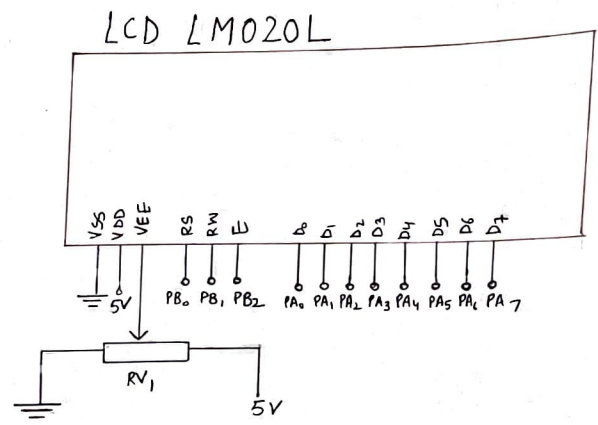 LCD LM020L
VSS VDD VEE RS RW E D0 D1 D2 D3 D4 D5 D6 D7
5V PB0 PB1 PB2 PA0 PA1 PA2 PA3 PA4 PA5 PA6 PA7
RV1
5V